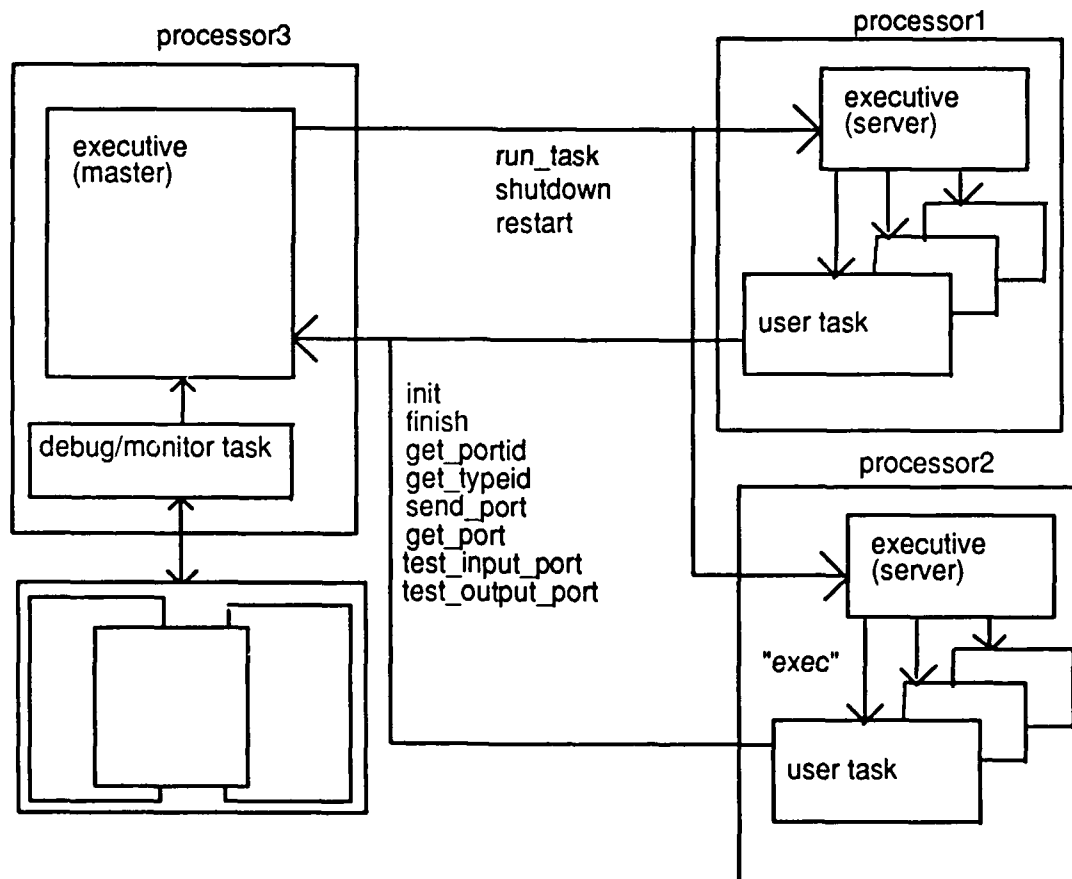 processor3
executive
(master)
debug/monitor task
run_task
shutdown
restart
init
finish
get_portid
get_typeid
send_port
get_port
test_input_port
test_output_port
processor1
executive
(server)
user task
processor2
executive
(server)
"exec"
user task